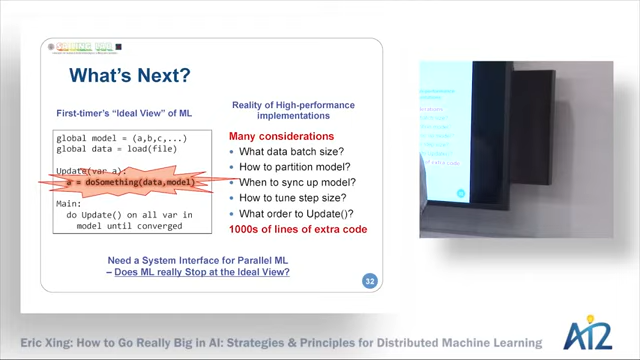 What's Next?
First-timer's "Ideal View" of ML
global model = (a,b,c,...)
global data = load(file)
Update(var a):
a = doSomething(data,model)
Main:
do Update() on all var in
model until converged
Reality of High-performance
implementations
Many considerations
• What data batch size?
• How to partition model?
• When to sync up model?
• How to tune step size?
• What order to Update()?
1000s of lines of extra code
Need a System Interface for Parallel ML
– Does ML really Stop at the Ideal View?
32
AI2
Eric Xing: How to Go Really Big in AI: Strategies & Principles for Distributed Machine Learning